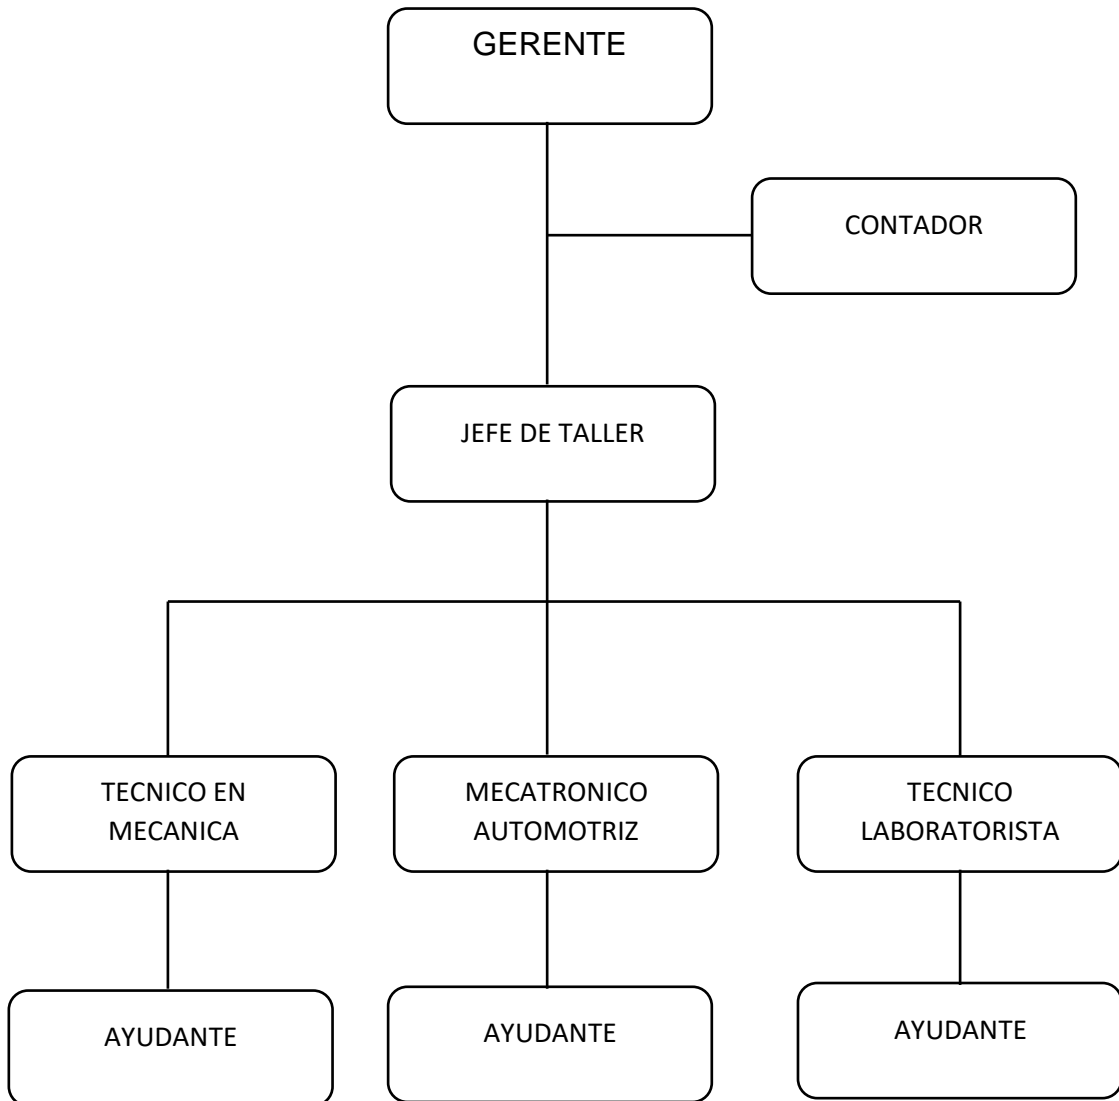 GERENTE
CONTADOR
JEFE DE TALLER
TECNICO EN
MECANICA
MECATRONICO
AUTOMOTRIZ
TECNICO
LABORATORISTA
AYUDANTE
AYUDANTE
AYUDANTE